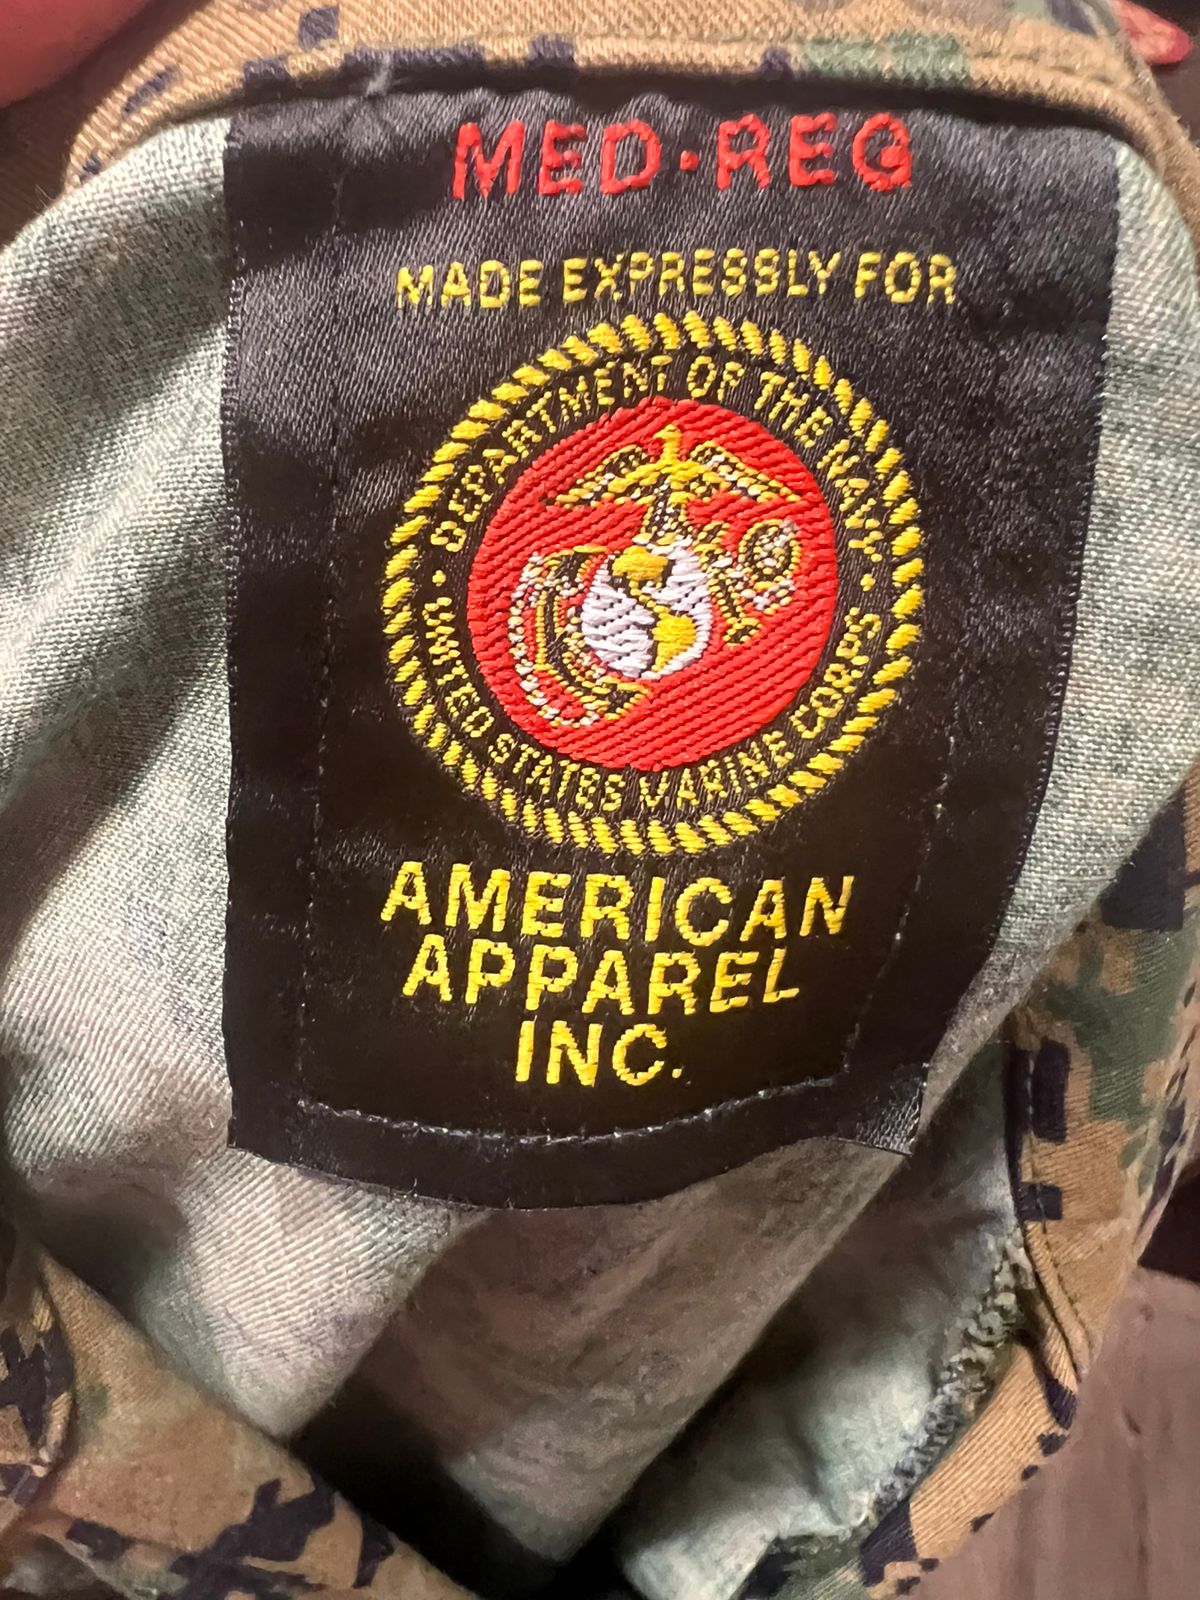 MED·REG
MADE EXPRESSLY FOR
DEPARTMENT OF THE NAVY
UNITED STATES MARINE CORPS
AMERICAN
APPAREL
INC.